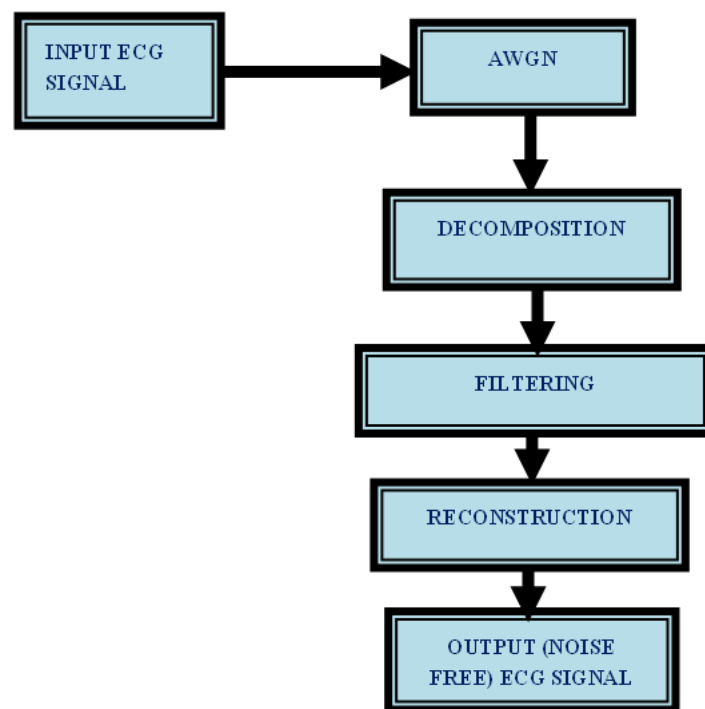 INPUT ECG
SIGNAL
AWGN
DECOMPOSITION
FILTERING
RECONSTRUCTION
OUTPUT (NOISE
FREE) ECG SIGNAL